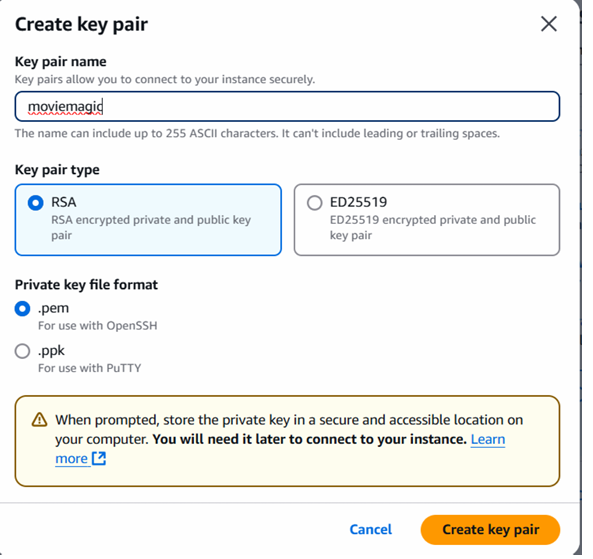 Create key pair
Key pair name
Key pairs allow you to connect to your instance securely.
moviemagic
The name can include up to 255 ASCII characters. It can't include leading or trailing spaces.
Key pair type
RSA
RSA encrypted private and public key
pair
ED25519
ED25519 encrypted private and public
key pair
Private key file format
.pem
For use with OpenSSH
.ppk
For use with PuTTY
When prompted, store the private key in a secure and accessible location on
your computer. You will need it later to connect to your instance. Learn
more
Cancel
Create key pair